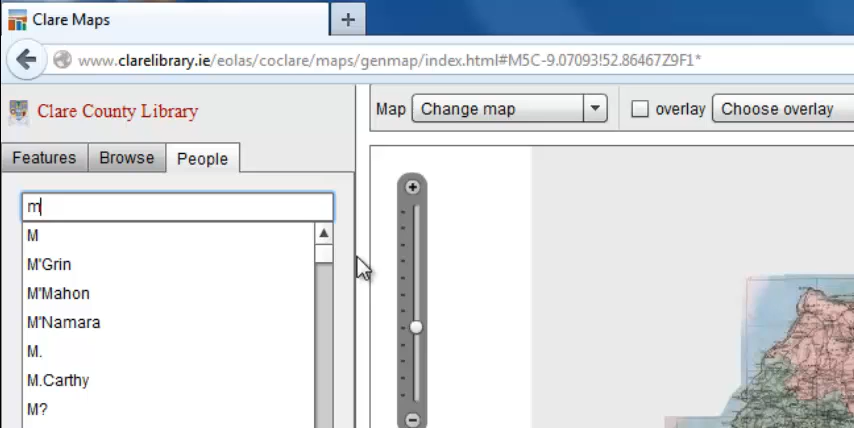 Clare Maps
www.clarelibrary.ie/eolas/coclare/maps/genmap/index.html#M5C-9.07093!52.86467Z9F1*
Clare County Library
Map Change map overlay Choose overlay
Features Browse People
m
M
M'Grin
M'Mahon
M'Namara
M.
M.Carthy
M?